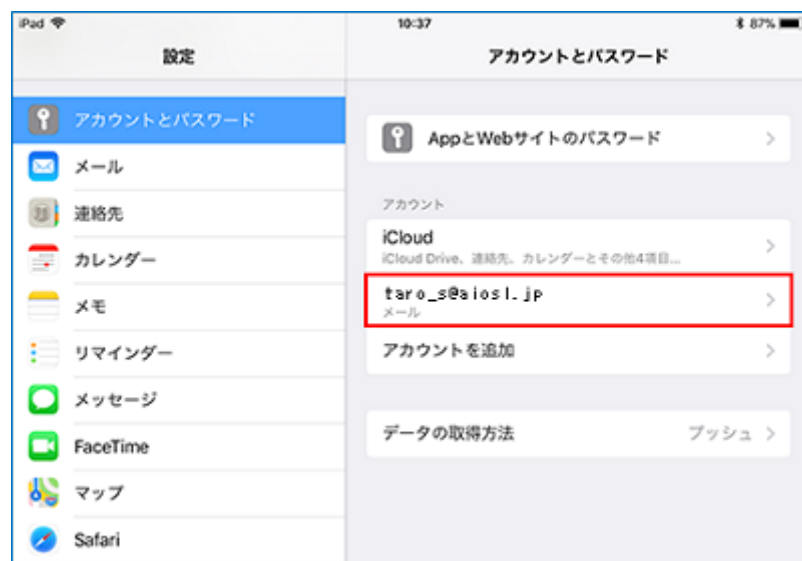 iPad 10:37 87%
設定
アカウントとパスワード
アカウントとパスワード
メール
連絡先
カレンダー
メモ
リマインダー
メッセージ
FaceTime
マップ
Safari
AppとWebサイトのパスワード
アカウント
iCloud
iCloud Drive、連絡先、カレンダーとその他4項目...
taro_s@aiosl.jp
メール
アカウントを追加
データの取得方法 プッシュ